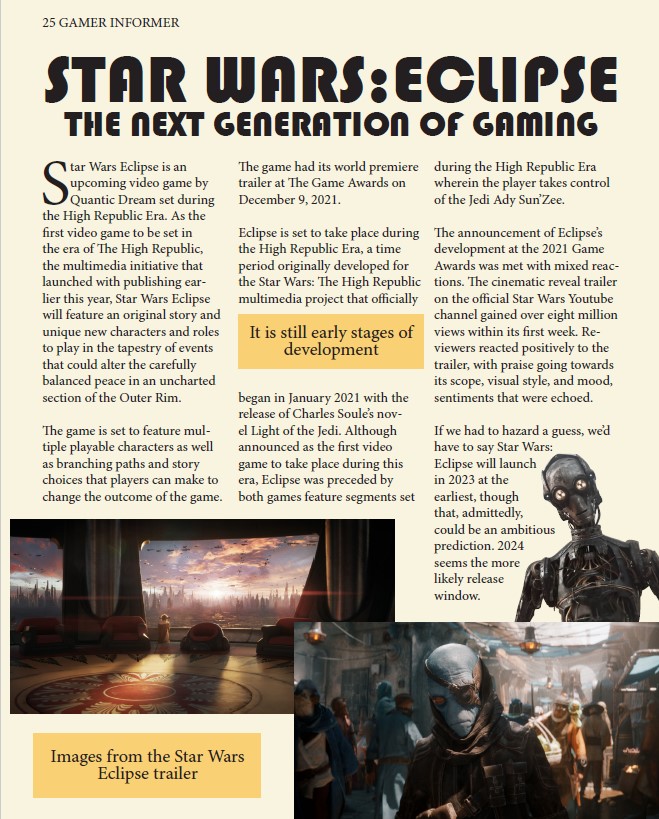 25 GAMER INFORMER
STAR WARS:ECLIPSE
THE NEXT GENERATION OF GAMING
Star Wars Eclipse is an
upcoming video game by
Quantic Dream set during
the High Republic Era. As the
first video game to be set in
the era of The High Republic,
the multimedia initiative that
launched with publishing ear-
lier this year, Star Wars Eclipse
will feature an original story and
unique new characters and roles
to play in the tapestry of events
that could alter the carefully
balanced peace in an uncharted
section of the Outer Rim.
The game is set to feature mul-
tiple playable characters as well
as branching paths and story
choices that players can make to
change the outcome of the game.
The game had its world premiere
trailer at The Game Awards on
December 9, 2021.
Eclipse is set to take place during
the High Republic Era, a time
period originally developed for
the Star Wars: The High Republic
multimedia project that officially
It is still early stages of
development
began in January 2021 with the
release of Charles Soule's nov-
el Light of the Jedi. Although
announced as the first video
game to take place during this
era, Eclipse was preceded by
both games feature segments set
during the High Republic Era
wherein the player takes control
of the Jedi Ady Sun'Zee.
The announcement of Eclipse's
development at the 2021 Game
Awards was met with mixed reac-
tions. The cinematic reveal trailer
on the official Star Wars Youtube
channel gained over eight million
views within its first week. Re-
viewers reacted positively to the
trailer, with praise going towards
its scope, visual style, and mood,
sentiments that were echoed.
If we had to hazard a guess, we'd
have to say Star Wars:
Eclipse will launch
in 2023 at the
earliest, though
that, admittedly,
could be an ambitious
prediction. 2024
seems the more
likely release
window.
Images from the Star Wars
Eclipse trailer